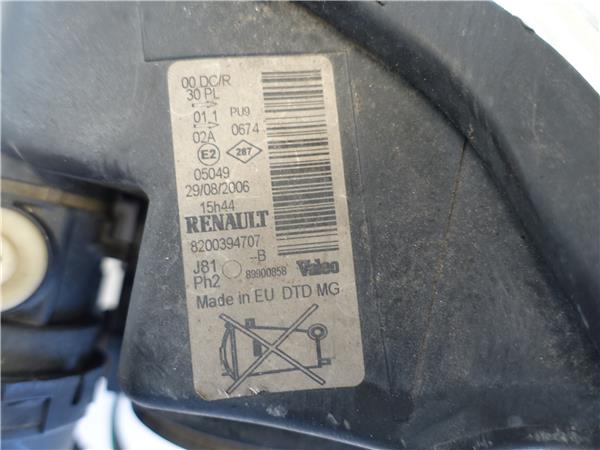 00 DC/R
30 PL
01 1 PU9
02A 0674
E2 287
05049
29/08/2006
15h44
RENAULT
8200394707
J81 --B
Ph2 89900858 Valeo
Made in EU DTD MG